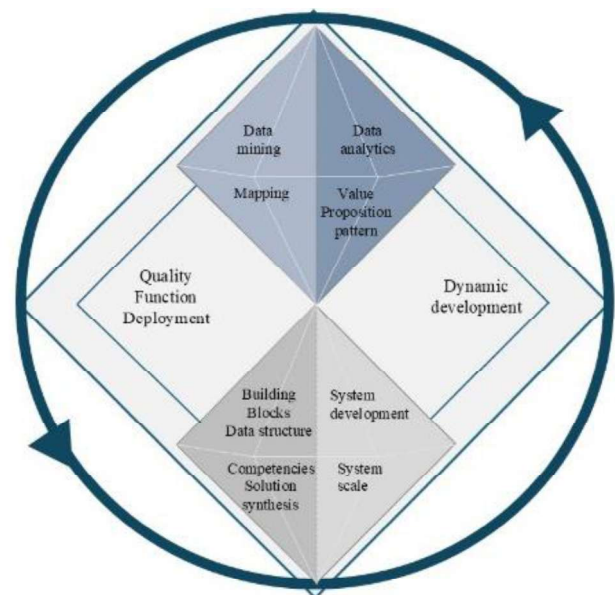 Data
mining
Data
analytics
Mapping
Value
Proposition
pattern
Quality
Function
Deployment
Dynamic
development
Building
Blocks
Data structure
System
development
Competencies
Solution
synthesis
System
scale